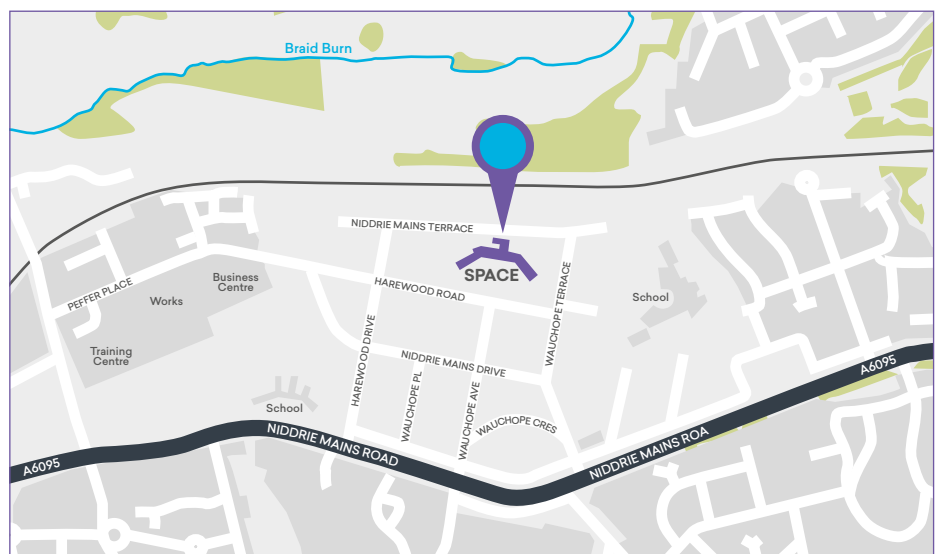 Braid Burn
NIDDRIE MAINS TERRACE
SPACE
PEFFER PLACE
Works
Business
Centre
HAREWOOD ROAD
WAUCHOPE TERRACE
School
Training
Centre
HAREWOOD DRIVE
NIDDRIE MAINS DRIVE
WAUCHOPE PL
WAUCHOPE AVE
WAUCHOPE CRES
School
A6095
NIDDRIE MAINS ROAD
NIDDRIE MAINS ROA
A6095